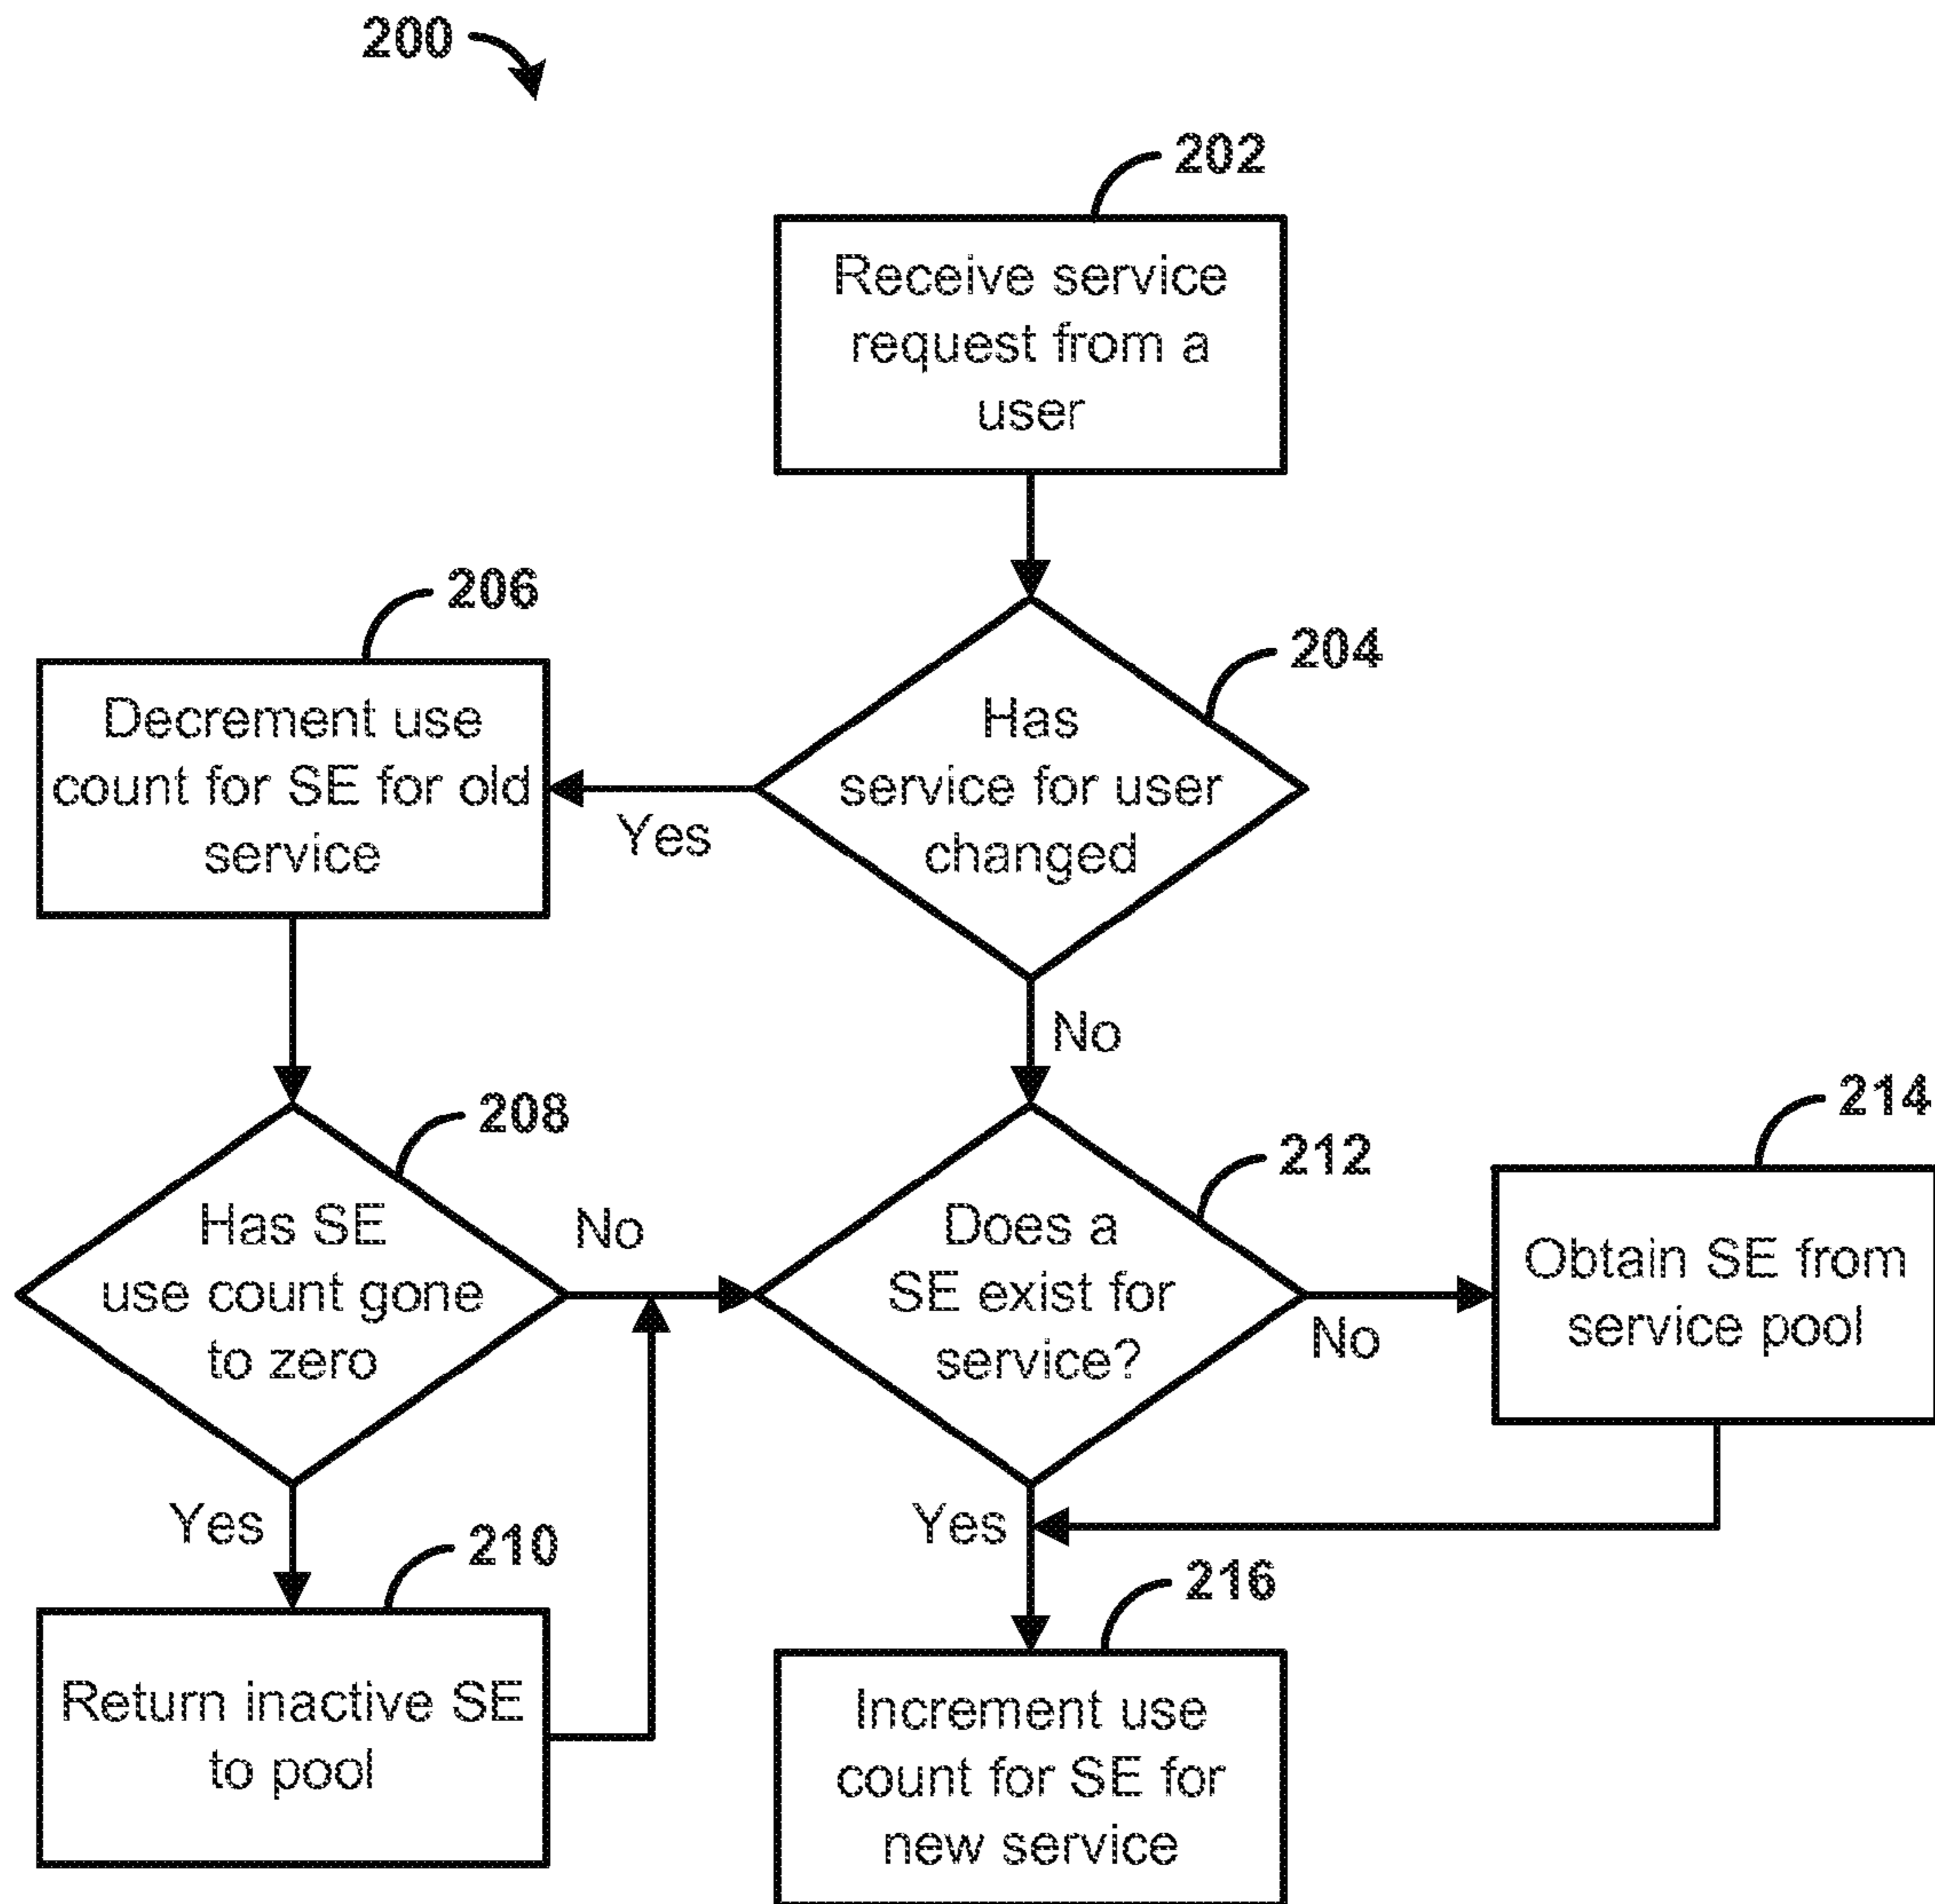 200
202
Receive service
request from a
user
204
Has
service for user
changed
Yes
No
206
Decrement use
count for SE for old
service
208
Has SE
use count gone
to zero
No
Yes
210
Return inactive SE
to pool
212
Does a
SE exist for
service?
No
Yes
214
Obtain SE from
service pool
216
Increment use
count for SE for
new service